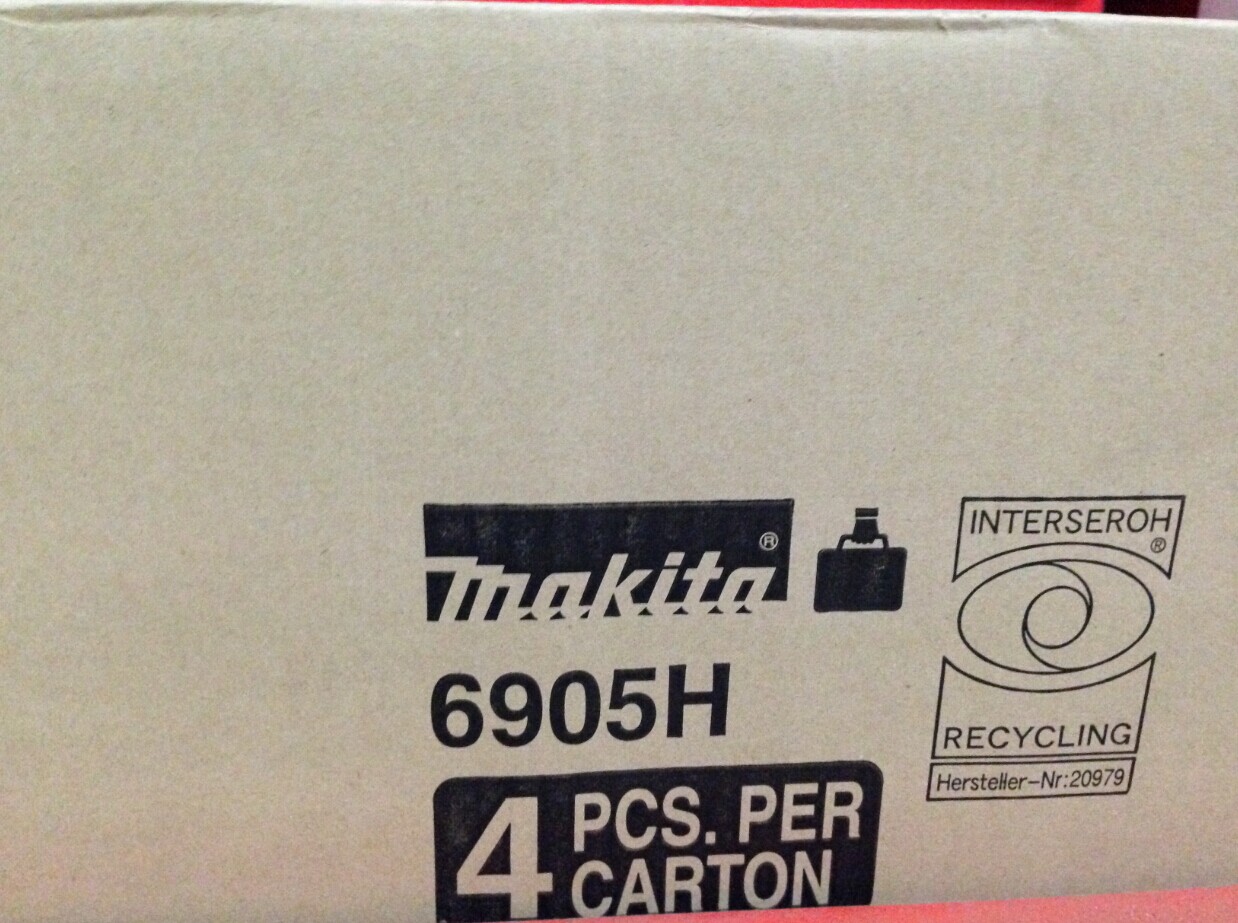 makita®
6905H
4 PCS. PER
CARTON
INTERSEROH
®
RECYCLING
Hersteller-Nr:20979